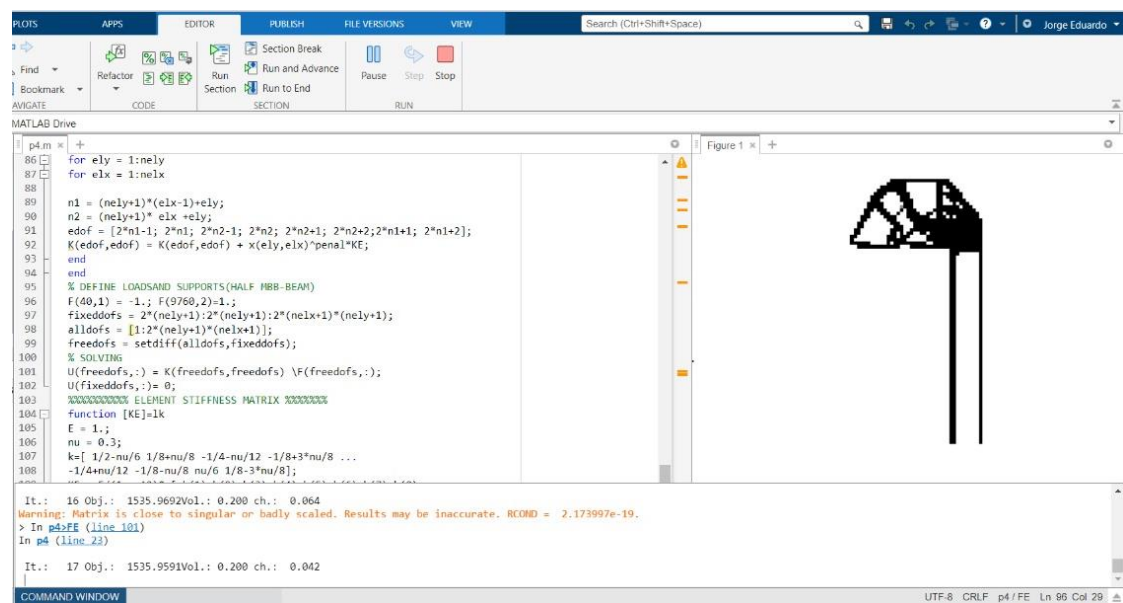 PLOTS APPS EDITOR PUBLISH FILE VERSIONS VIEW Search (Ctrl+Shift+Space) Jorge Eduardo
Find
Bookmark
Refactor
Run Section
Section Break
Run and Advance
Run to End
Pause Step Stop
NAVIGATE CODE SECTION RUN
MATLAB Drive
p4.m × + Figure 1 × +
86 for ely = 1:nely
87 for elx = 1:nelx
88
89 n1 = (nely+1)*(elx-1)+ely;
90 n2 = (nely+1)* elx +ely;
91 edof = [2*n1-1; 2*n1; 2*n2-1; 2*n2; 2*n2+1; 2*n2+2;2*n1+1; 2*n1+2];
92 K(edof,edof) = K(edof,edof) + x(ely,elx)^penal*KE;
93 end
94 end
95 % DEFINE LOADSAND SUPPORTS(HALF MBB-BEAM)
96 F(40,1) = -1.; F(9760,2)=1.;
97 fixeddofs = 2*(nely+1):2*(nely+1):2*(nelx+1)*(nely+1);
98 alldofs = [1:2*(nely+1)*(nelx+1)];
99 freedofs = setdiff(alldofs,fixeddofs);
100 % SOLVING
101 U(freedofs,:) = K(freedofs,freedofs) \F(freedofs,:);
102 U(fixeddofs,:)= 0;
103 %%%%%%%%%% ELEMENT STIFFNESS MATRIX %%%%%%%
104 function [KE]=lk
105 E = 1.;
106 nu = 0.3;
107 k=[ 1/2-nu/6 1/8+nu/8 -1/4-nu/12 -1/8+3*nu/8 ...
108 -1/4+nu/12 -1/8-nu/8 nu/6 1/8-3*nu/8];
It.: 16 Obj.: 1535.9692Vol.: 0.200 ch.: 0.064
Warning: Matrix is close to singular or badly scaled. Results may be inaccurate. RCOND = 2.173997e-19.
> In p4>FE (line 101)
In p4 (line 23)
It.: 17 Obj.: 1535.9591Vol.: 0.200 ch.: 0.042
COMMAND WINDOW UTF-8 CRLF p4 / FE Ln 96 Col 29